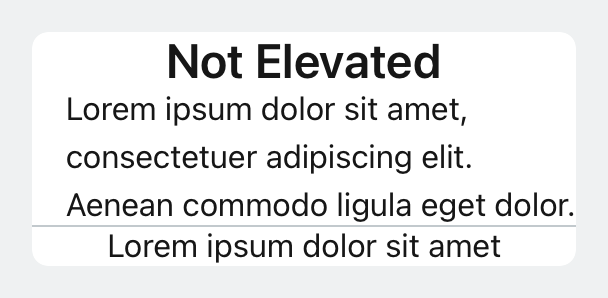 Not Elevated
Lorem ipsum dolor sit amet,
consectetuer adipiscing elit.
Aenean commodo ligula eget dolor.
Lorem ipsum dolor sit amet